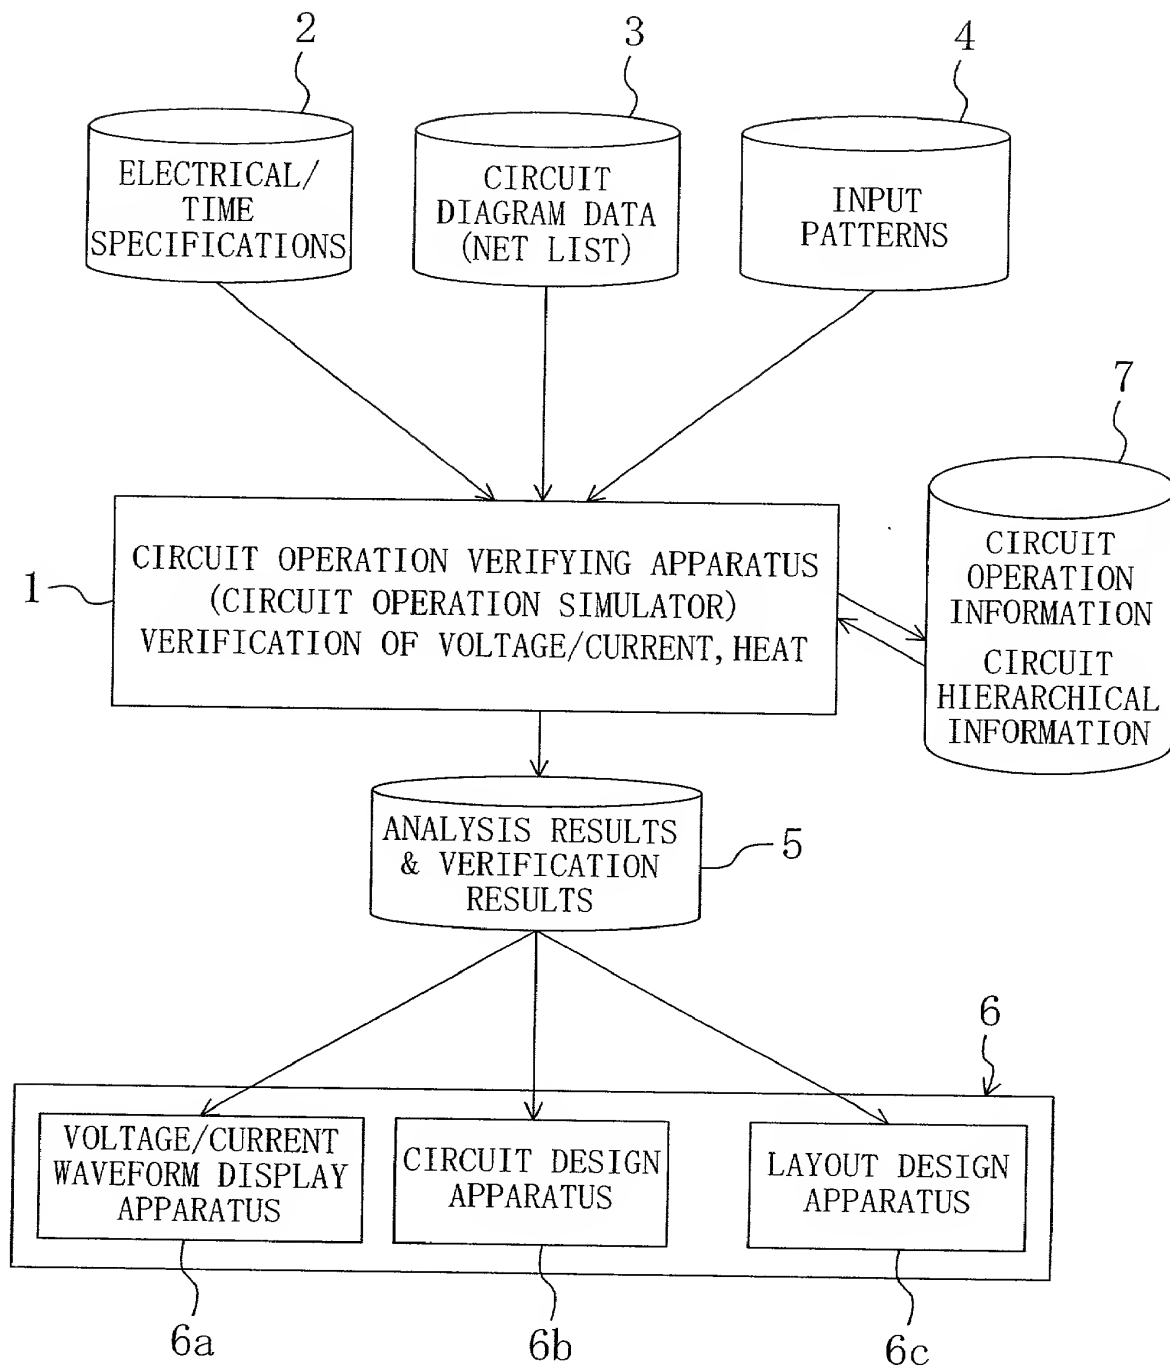 2
3
4
ELECTRICAL/
TIME
SPECIFICATIONS
CIRCUIT
DIAGRAM DATA
(NET LIST)
INPUT
PATTERNS
7
CIRCUIT
OPERATION
INFORMATION
CIRCUIT
HIERARCHICAL
INFORMATION
1
CIRCUIT OPERATION VERIFYING APPARATUS
(CIRCUIT OPERATION SIMULATOR)
VERIFICATION OF VOLTAGE/CURRENT, HEAT
ANALYSIS RESULTS
& VERIFICATION
RESULTS
5
6
VOLTAGE/CURRENT
WAVEFORM DISPLAY
APPARATUS
CIRCUIT DESIGN
APPARATUS
LAYOUT DESIGN
APPARATUS
6a
6b
6c